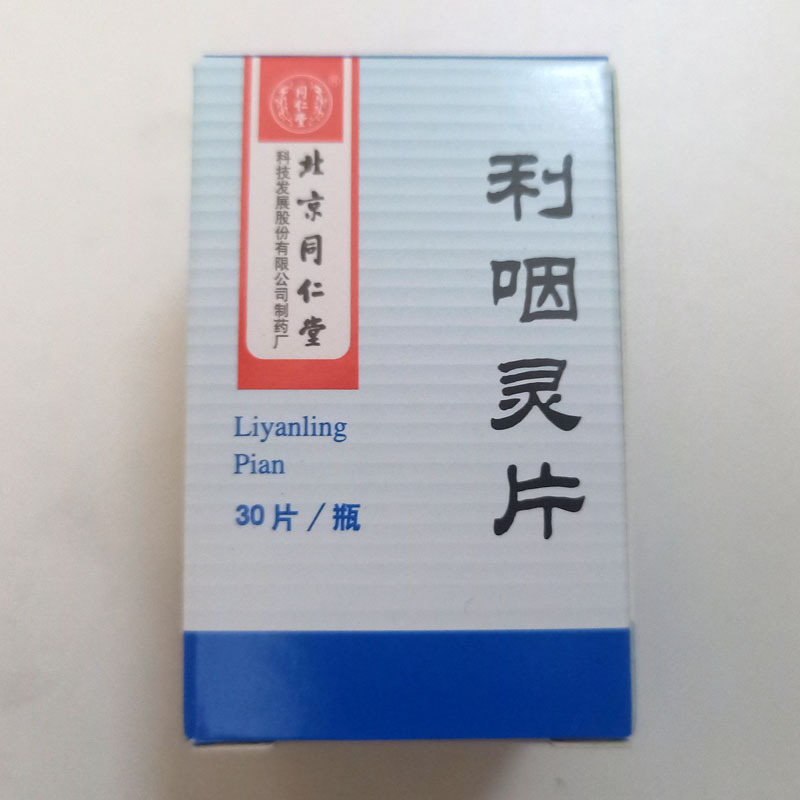 同仁堂
®
北京同仁堂
科技发展股份有限公司制药厂
利咽灵片
Liyanling
Pian
30片/瓶